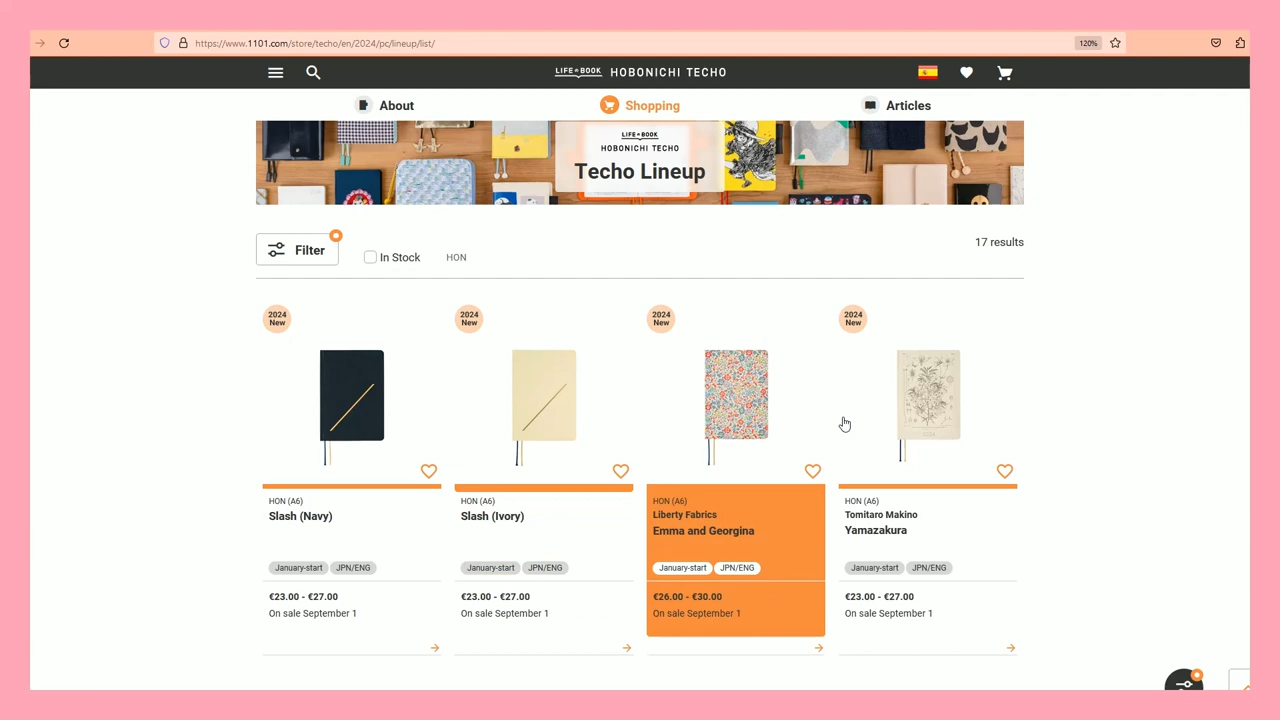 https://www.1101.com/store/techo/en/2024/pc/lineup/list/
120%
LIFE is BOOK HOBONICHI TECHO
About
Shopping
Articles
LIFE is BOOK
HOBONICHI TECHO
Techo Lineup
Filter
In Stock
HON
17 results
2024
New
2024
New
2024
New
2024
New
HON (A6)
Slash (Navy)
January-start JPN/ENG
€23.00 - €27.00
On sale September 1
HON (A6)
Slash (Ivory)
January-start JPN/ENG
€23.00 - €27.00
On sale September 1
HON (A6)
Liberty Fabrics
Emma and Georgina
January-start JPN/ENG
€26.00 - €30.00
On sale September 1
HON (A6)
Tomitaro Makino
Yamazakura
January-start JPN/ENG
€23.00 - €27.00
On sale September 1